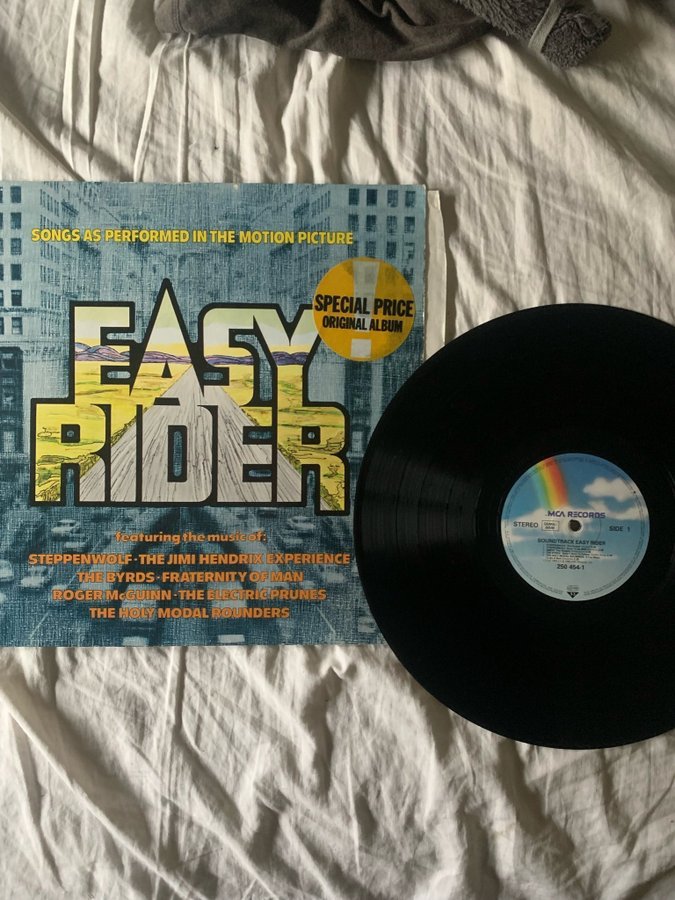 SONGS AS PERFORMED IN THE MOTION PICTURE
SPECIAL PRICE
ORIGINAL ALBUM
EASY
RIDER
featuring the music of:
STEPPENWOLF · THE JIMI HENDRIX EXPERIENCE
THE BYRDS · FRATERNITY OF MAN
ROGER McGUINN · THE ELECTRIC PRUNES
THE HOLY MODAL ROUNDERS
MCA RECORDS
STEREO
SIDE 1
SOUNDTRACK EASY RIDER
250 454-1